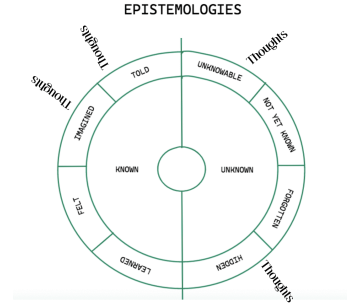 EPISTEMOLOGIES
Thoughts
Thoughts
Thoughts
TOLD
UNKNOWABLE
IMAGINED
NOT YET KNOWN
KNOWN
UNKNOWN
FELT
FORGOTTEN
LEARNED
HIDDEN
Thoughts